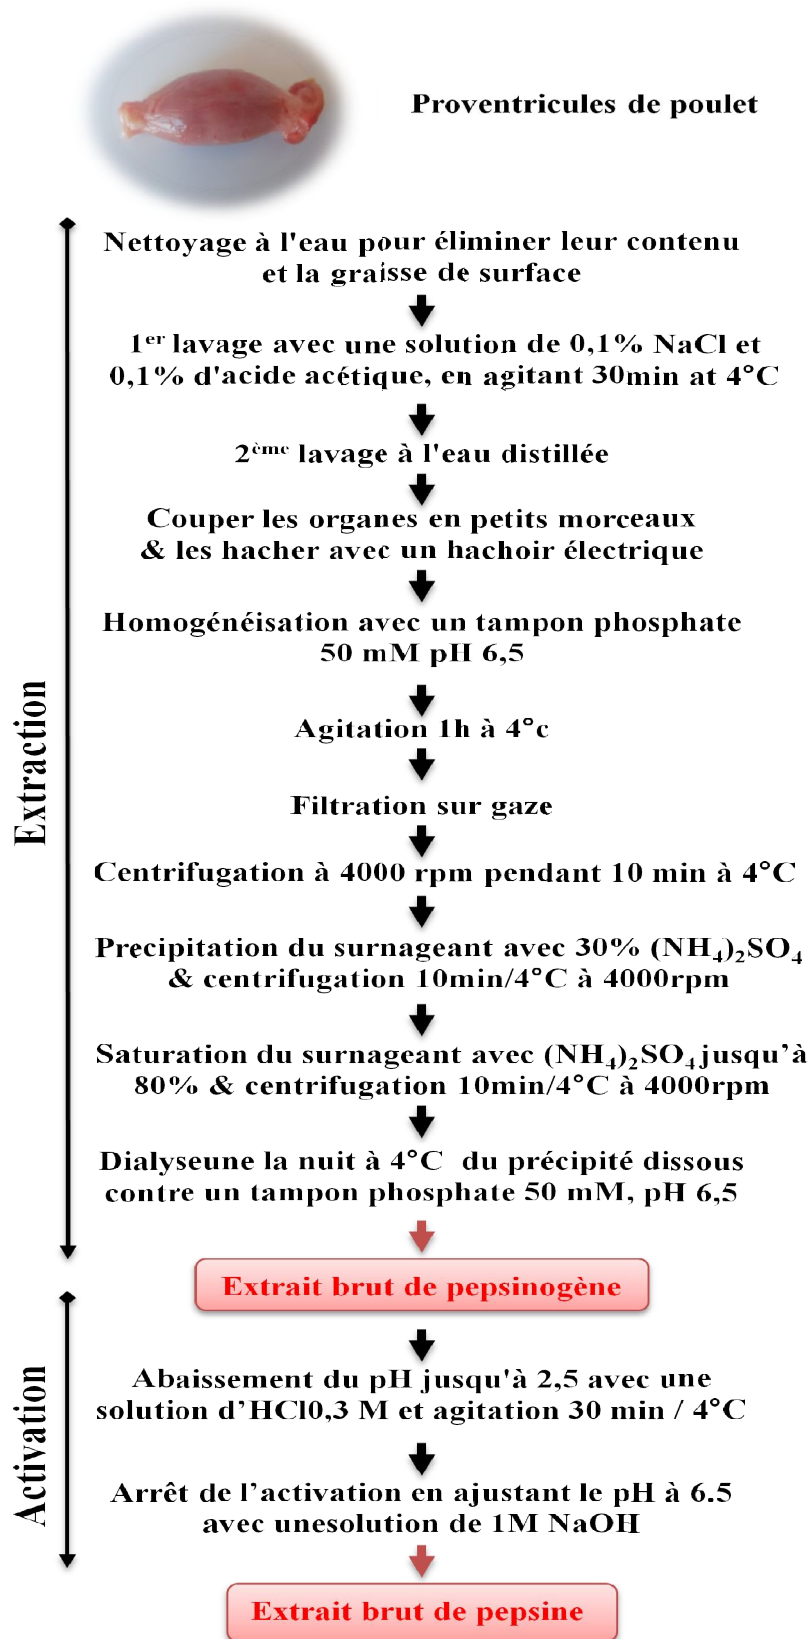 Proventricules de poulet
Extraction
Nettoyage à l'eau pour éliminer leur contenu
et la graisse de surface
1er lavage avec une solution de 0,1% NaCl et
0,1% d'acide acétique, en agitant 30min at 4°C
2ème lavage à l'eau distillée
Couper les organes en petits morceaux
& les hacher avec un hachoir électrique
Homogénéisation avec un tampon phosphate
50 mM pH 6,5
Agitation 1h à 4°c
Filtration sur gaze
Centrifugation à 4000 rpm pendant 10 min à 4°C
Precipitation du surnageant avec 30% (NH4)2SO4
& centrifugation 10min/4°C à 4000rpm
Saturation du surnageant avec (NH4)2SO4 jusqu’à
80% & centrifugation 10min/4°C à 4000rpm
Dialyseune la nuit à 4°C du précipité dissous
contre un tampon phosphate 50 mM, pH 6,5
Extrait brut de pepsinogène
Activation
Abaissement du pH jusqu'à 2,5 avec une
solution d’HCl0,3 M et agitation 30 min / 4°C
Arrêt de l’activation en ajustant le pH à 6.5
avec unesolution de 1M NaOH
Extrait brut de pepsine